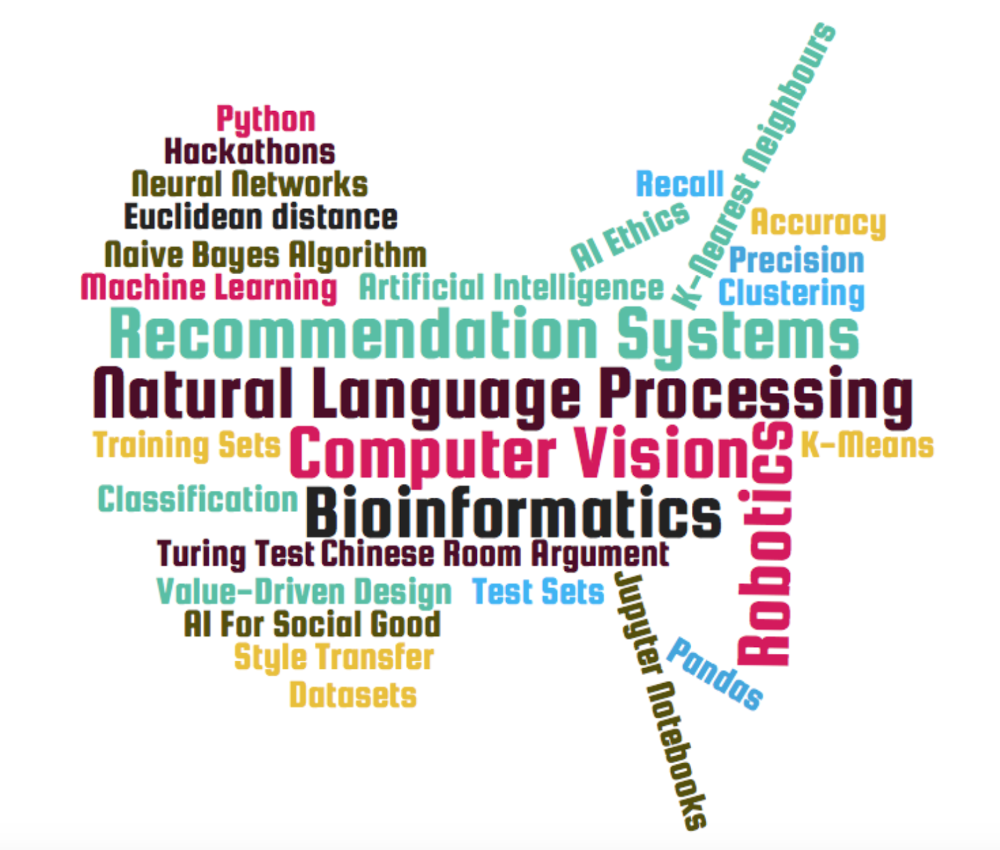 Python
Hackathons
Neural Networks
Euclidean distance
Naive Bayes Algorithm
Machine Learning
Artificial Intelligence
AI Ethics
Recall
K-Nearest Neighbours
Accuracy
Precision
Clustering
Recommendation Systems
Natural Language Processing
Training Sets
Computer Vision
Robotics
K-Means
Classification
Bioinformatics
Turing Test
Chinese Room Argument
Value-Driven Design
Test Sets
AI For Social Good
Style Transfer
Datasets
Jupyter Notebooks
Pandas